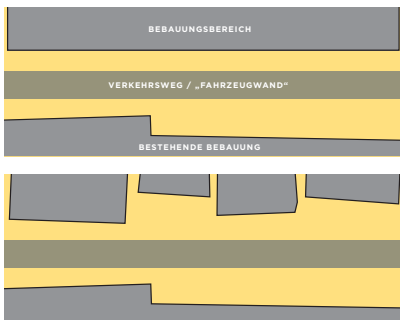 BEBAUUNGSBEREICH
VERKEHRSWEG / „FAHRZEUGWAND“
BESTEHENDE BEBAUUNG